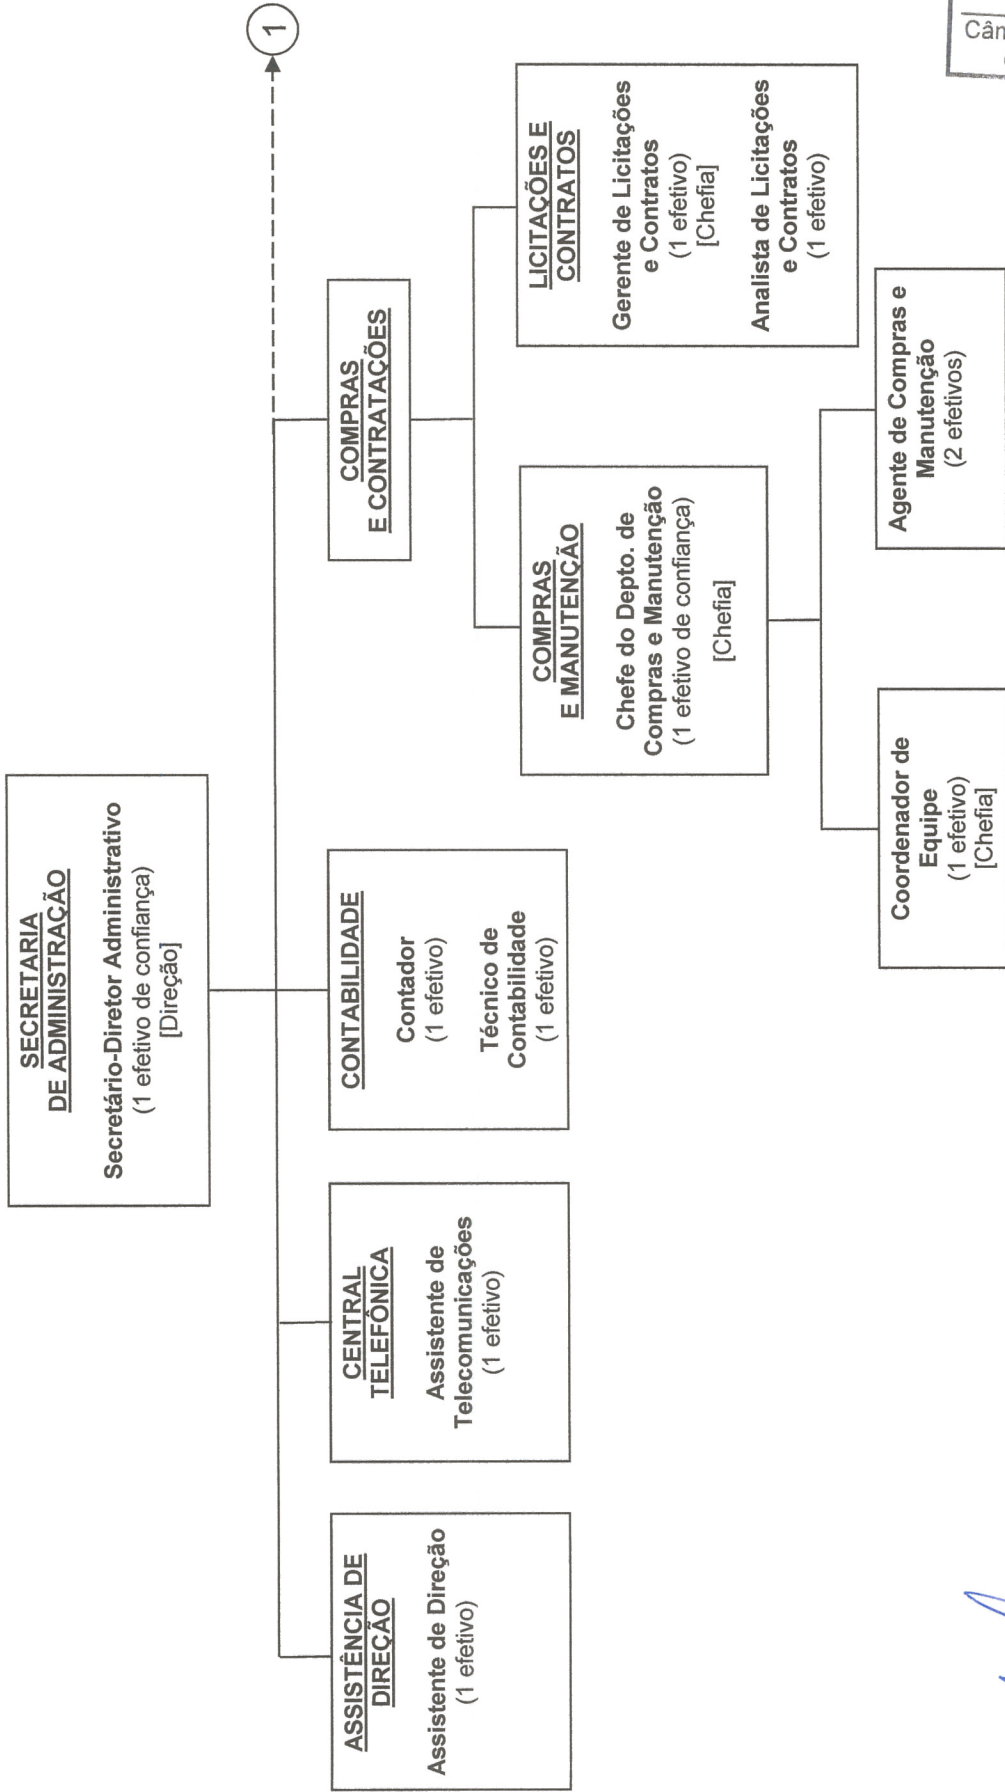 SECRETARIA
DE ADMINISTRAÇÃO
Secretário-Diretor Administrativo
(1 efetivo de confiança)
[Direção]
1
ASSISTÊNCIA DE
DIREÇÃO
Assistente de Direção
(1 efetivo)
CENTRAL
TELEFÔNICA
Assistente de
Telecomunicações
(1 efetivo)
CONTABILIDADE
Contador
(1 efetivo)
Técnico de
Contabilidade
(1 efetivo)
COMPRAS
E CONTRATAÇÕES
COMPRAS
E MANUTENÇÃO
Chefe do Depto. de
Compras e Manutenção
(1 efetivo de confiança)
[Chefia]
LICITAÇÕES E
CONTRATOS
Gerente de Licitações
e Contratos
(1 efetivo)
[Chefia]
Analista de Licitações
e Contratos
(1 efetivo)
Coordenador de
Equipe
(1 efetivo)
[Chefia]
Agente de Compras e
Manutenção
(2 efetivos)